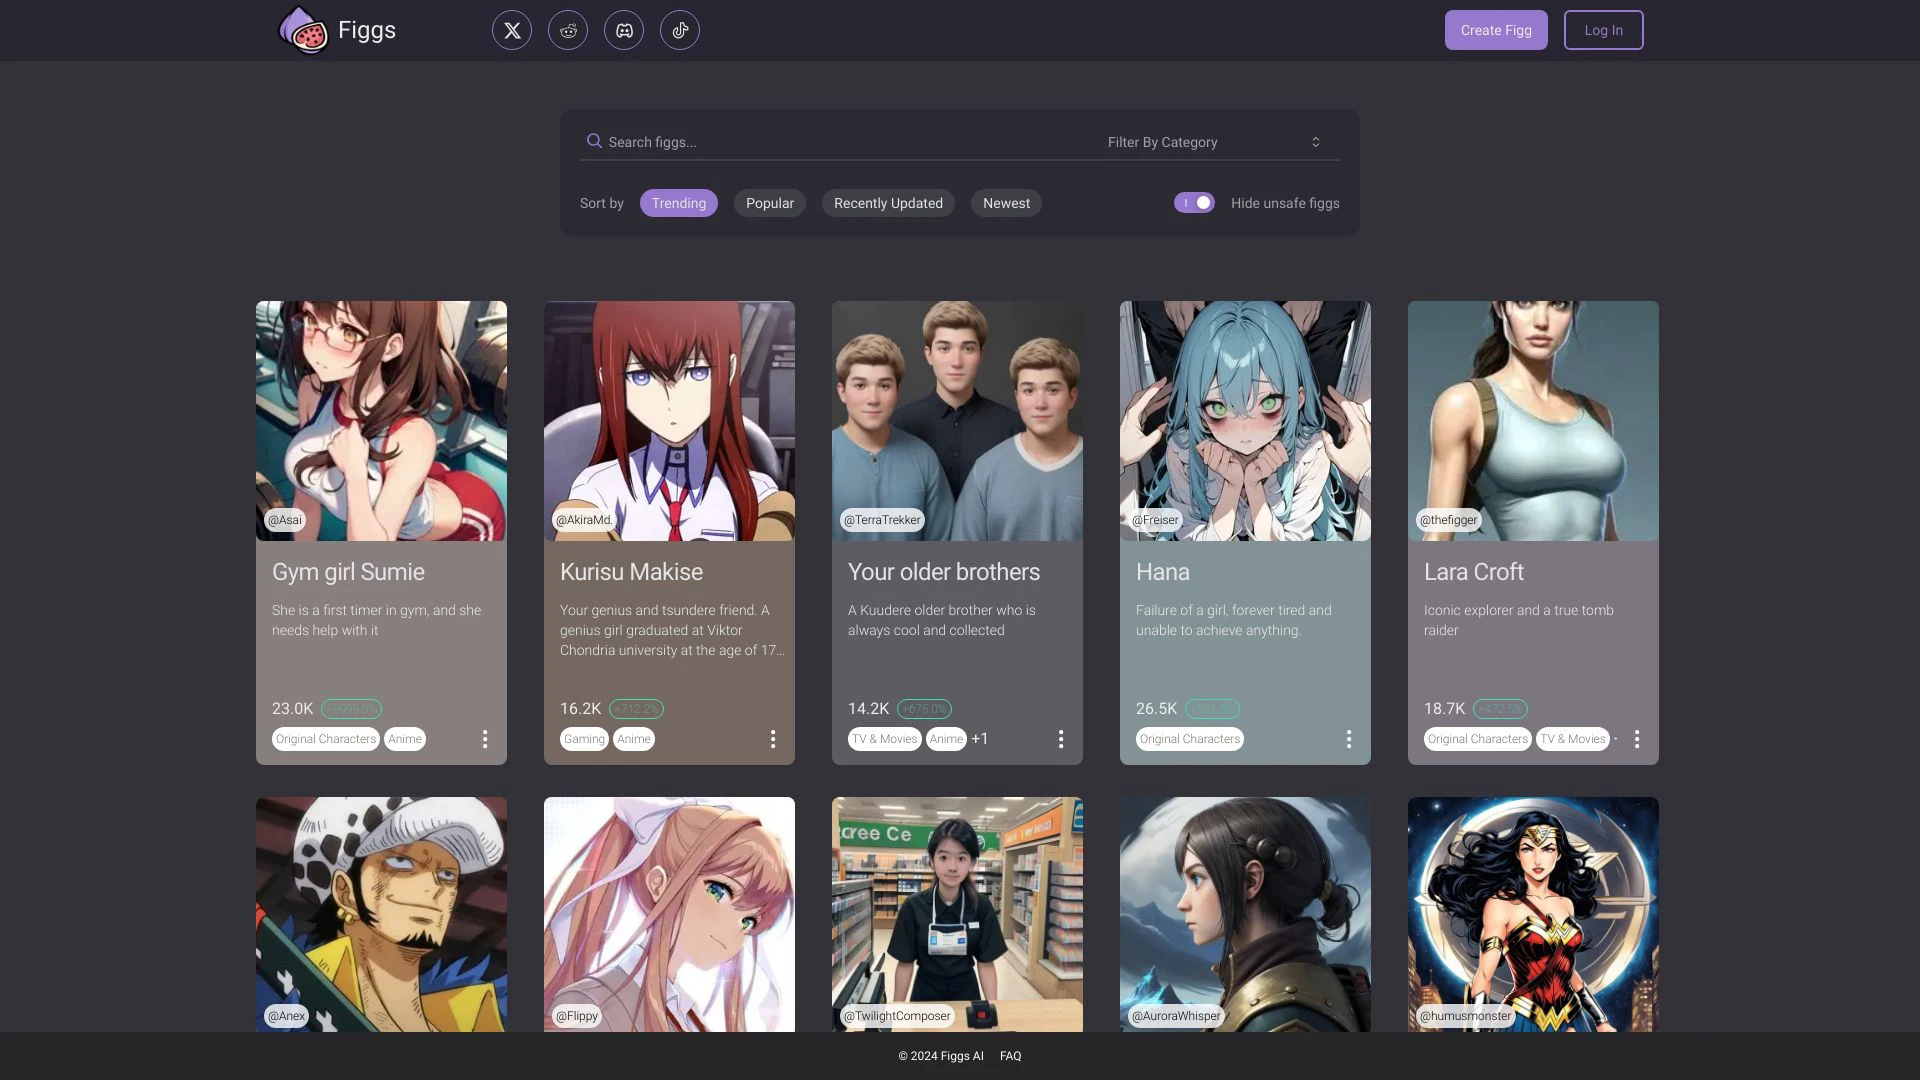 Figgs
Create Figg
Log In
Search figgs...
Filter By Category
Sort by
Trending
Popular
Recently Updated
Newest
Hide unsafe figgs
@Asai
Gym girl Sumie
She is a first timer in gym, and she
needs help with it
23.0K +9999.0%
Original Characters Anime
@AkiraMd.
Kurisu Makise
Your genius and tsundere friend. A
genius girl graduated at Viktor
Chondria university at the age of 17...
16.2K +712.2%
Gaming Anime
@TerraTrekker
Your older brothers
A Kuudere older brother who is
always cool and collected
14.2K +675.0%
TV & Movies Anime +1
@Freiser
Hana
Failure of a girl, forever tired and
unable to achieve anything.
26.5K
Original Characters
@thefigger
Lara Croft
Iconic explorer and a true tomb
raider
18.7K +472.5%
Original Characters TV & Movies
@Anex
@Flippy
@TwilightComposer
@AuroraWhisper
@humusmonster
© 2024 Figgs AI FAQ